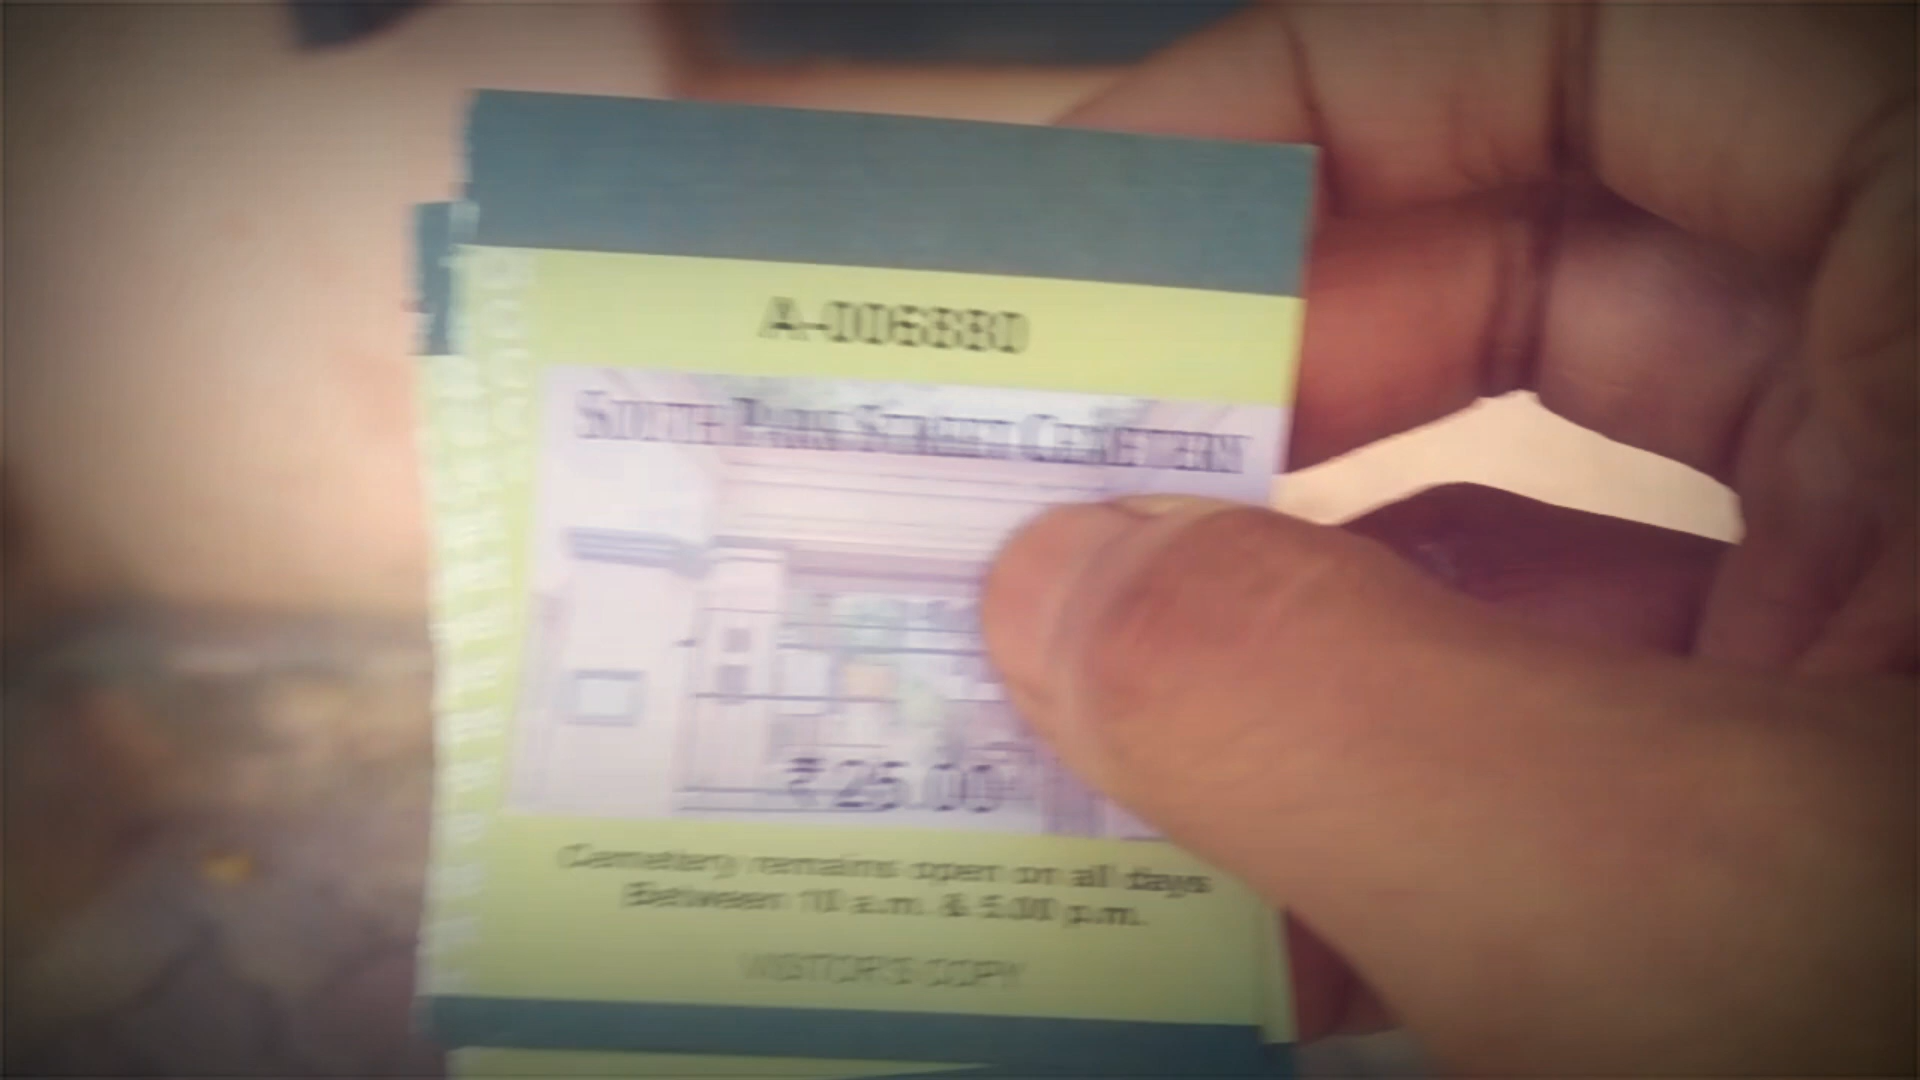 A-006880
SOUTH PARK STREET CEMETERY
₹ 25.00
Cemetery remains open on all days
Between 10 a.m. & 5.00 p.m.
VISITOR'S COPY